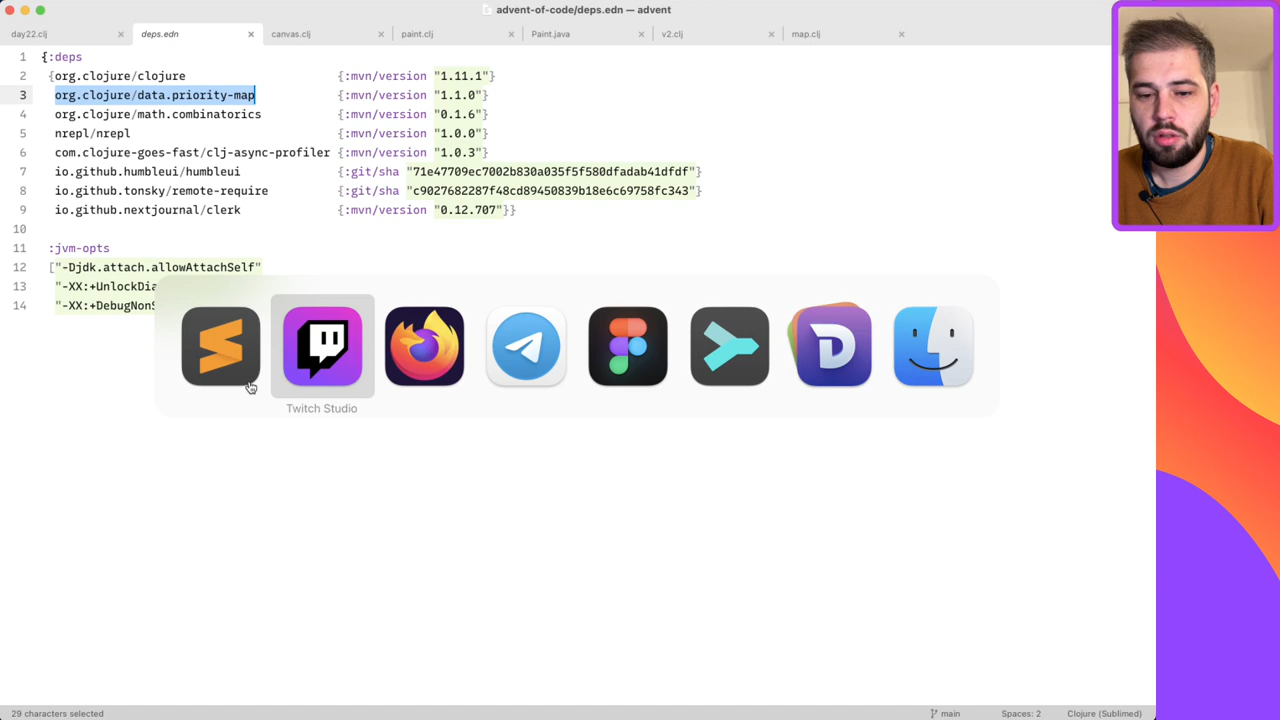 advent-of-code/deps.edn — advent
day22.clj × deps.edn × canvas.clj × paint.clj × Paint.java × v2.clj × map.clj ×
1 {:deps
2 {org.clojure/clojure {:mvn/version "1.11.1"}
3 org.clojure/data.priority-map {:mvn/version "1.1.0"}
4 org.clojure/math.combinatorics {:mvn/version "0.1.6"}
5 nrepl/nrepl {:mvn/version "1.0.0"}
6 com.clojure-goes-fast/clj-async-profiler {:mvn/version "1.0.3"}
7 io.github.humbleui/humbleui {:git/sha "71e47709ec7002b830a035f5f580dfadab41dfdf"}
8 io.github.tonsky/remote-require {:git/sha "c9027682287f48cd89450839b18e6c69758fc343"}
9 io.github.nextjournal/clerk {:mvn/version "0.12.707"}}
10
11 :jvm-opts
12 ["-Djdk.attach.allowAttachSelf"
13 "-XX:+UnlockDia
14 "-XX:+DebugNonS
Twitch Studio
29 characters selected
main Spaces: 2 Clojure (Sublimed)